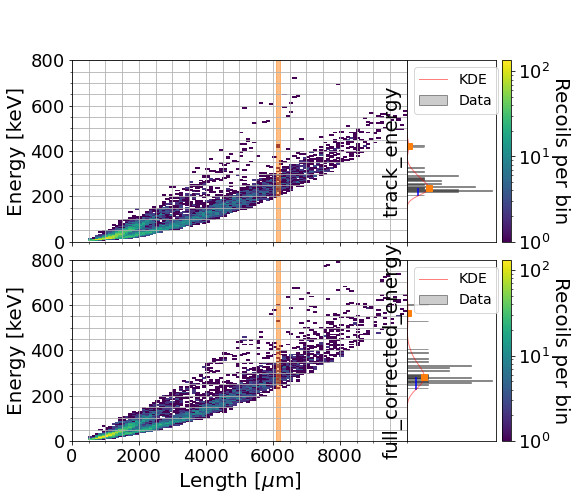 800
600
400
200
0
Energy [keV]
track_energy
KDE
Data
10²
10¹
10⁰
Recoils per bin
800
600
400
200
0
Energy [keV]
full_corrected_energy
KDE
Data
10²
10¹
10⁰
Recoils per bin
0
2000
4000
6000
8000
Length [μm]